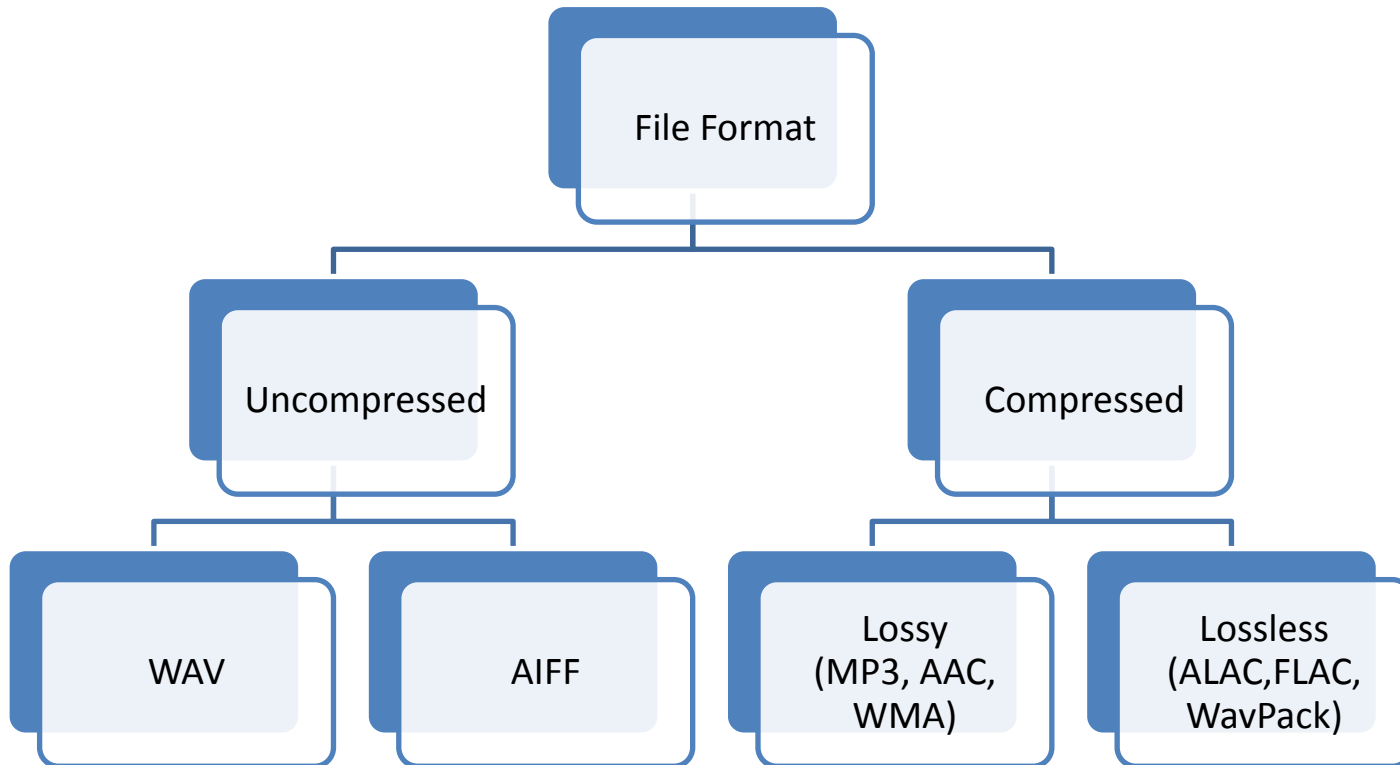 File Format
Uncompressed
Compressed
WAV
AIFF
Lossy
(MP3, AAC,
WMA)
Lossless
(ALAC,FLAC,
WavPack)